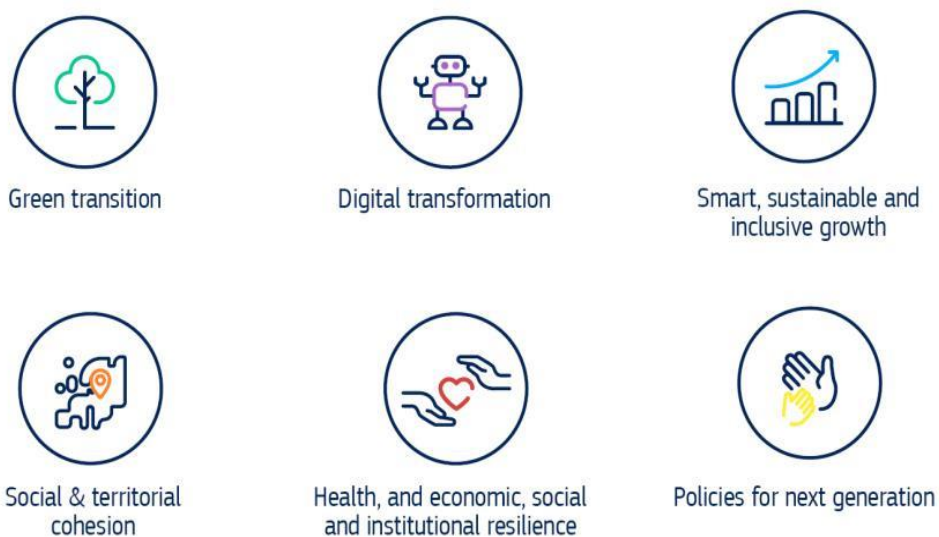 Green transition
Digital transformation
Smart, sustainable and
inclusive growth
Social & territorial
cohesion
Health, and economic, social
and institutional resilience
Policies for next generation